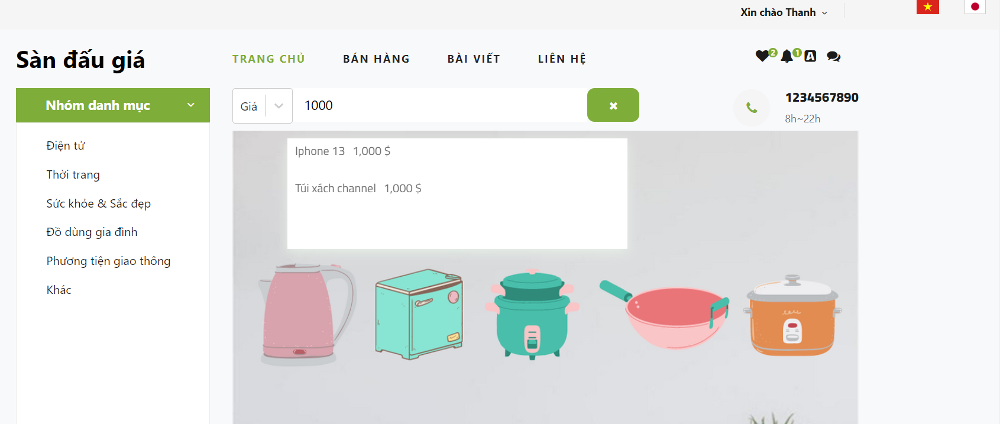 Xin chào Thanh
Sàn đấu giá
TRANG CHỦ
BÁN HÀNG
BÀI VIẾT
LIÊN HỆ
2
1
A
Nhóm danh mục
Giá
1000
1234567890
8h~22h
Điện tử
Thời trang
Sức khỏe & Sắc đẹp
Đồ dùng gia đình
Phương tiện giao thông
Khác
Iphone 13 1,000 $
Túi xách channel 1,000 $